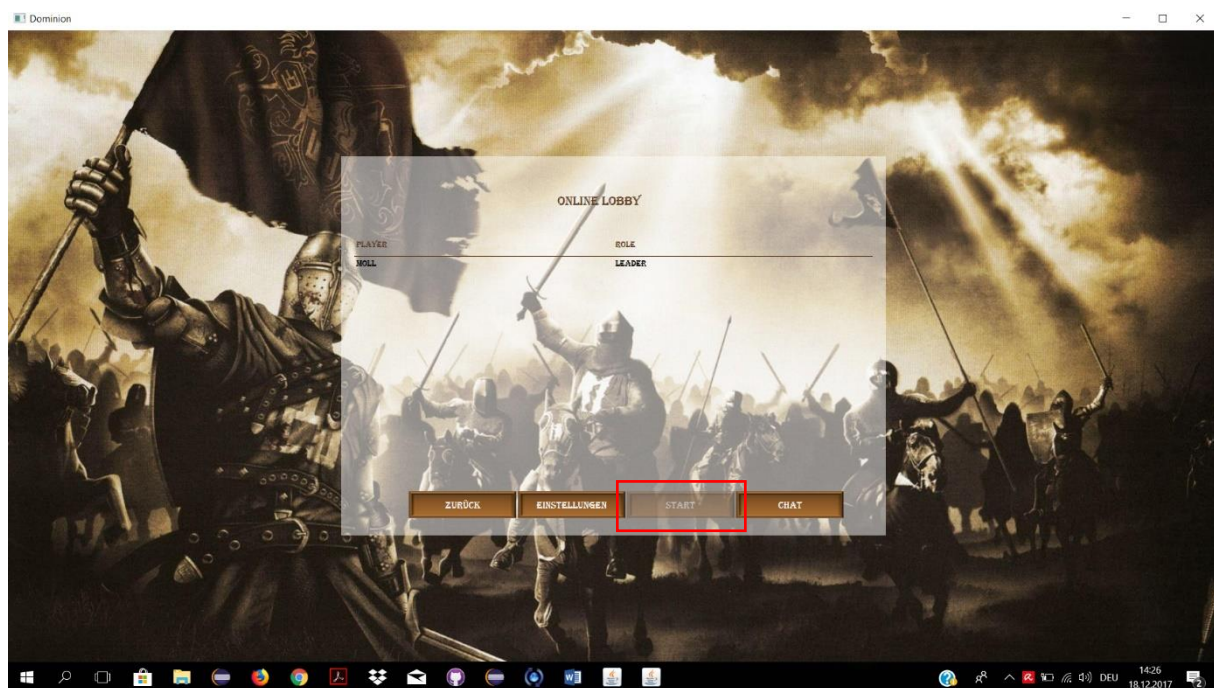 Dominion
ONLINE LOBBY
PLAYER ROLE
NOLL LEADER
ZURÜCK EINSTELLUNGEN START CHAT
DEU
14:26
18.12.2017